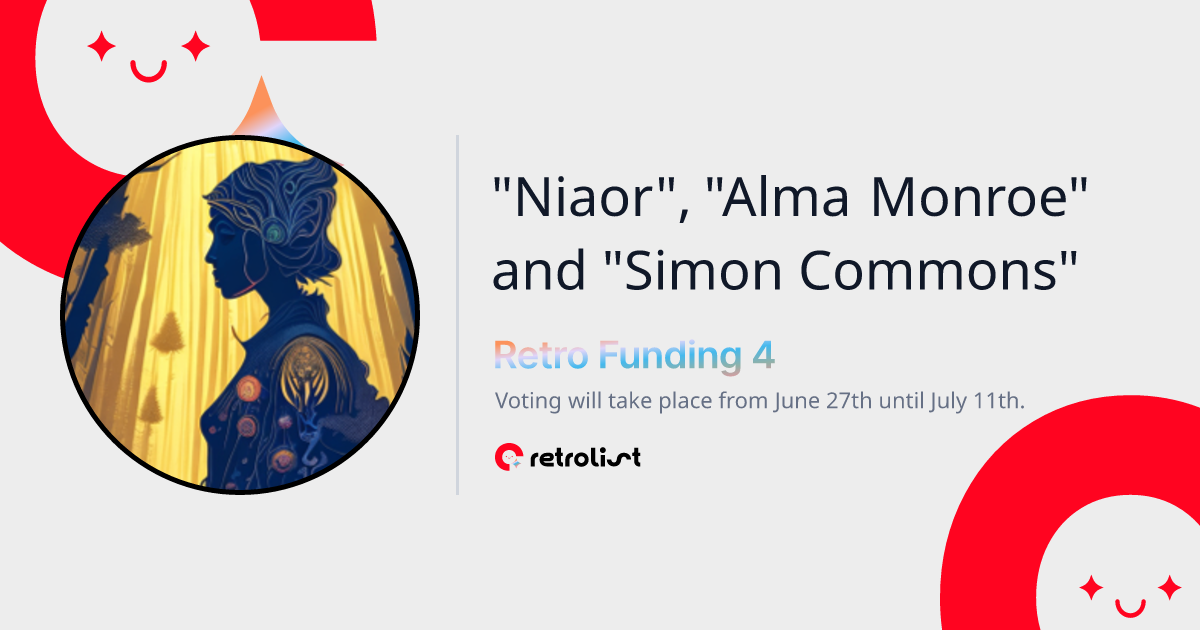 "Niaor", "Alma Monroe"
and "Simon Commons"
Retro Funding 4
Voting will take place from June 27th until July 11th.
retrolist